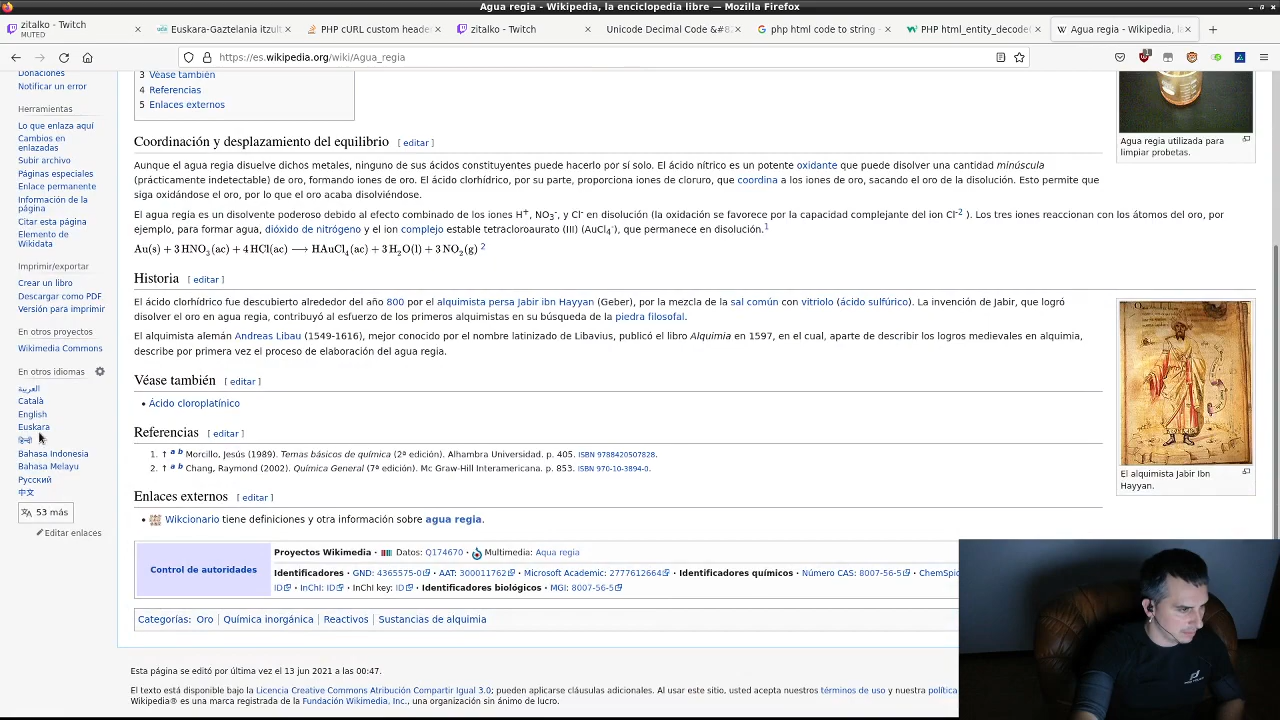 Agua regia - Wikipedia, la enciclopedia libre — Mozilla Firefox
zitalko - Twitch
MUTED
Euskara-Gaztelania itzult
PHP cURL custom heade
zitalko - Twitch
Unicode Decimal Code &#8
php html code to string -
PHP html_entity_decode(
Agua regia - Wikipedia, l
https://es.wikipedia.org/wiki/Agua_regia
Donaciones
Notificar un error
Herramientas
Lo que enlaza aquí
Cambios en
enlazadas
Subir archivo
Páginas especiales
Enlace permanente
Información de la
página
Citar esta página
Elemento de
Wikidata
Imprimir/exportar
Crear un libro
Descargar como PDF
Versión para imprimir
En otros proyectos
Wikimedia Commons
En otros idiomas
العربية
Català
English
Euskara
हिन्दी
Bahasa Indonesia
Bahasa Melayu
Русский
中文
53 más
Editar enlaces
3 Véase también
4 Referencias
5 Enlaces externos
Coordinación y desplazamiento del equilibrio [ editar ]
Aunque el agua regia disuelve dichos metales, ninguno de sus ácidos constituyentes puede hacerlo por sí solo. El ácido nítrico es un potente oxidante que puede disolver una cantidad minúscula
(prácticamente indetectable) de oro, formando iones de oro. El ácido clorhídrico, por su parte, proporciona iones de cloruro, que coordina a los iones de oro, sacando el oro de la disolución. Esto permite que
siga oxidándose el oro, por lo que el oro acaba disolviéndose.
El agua regia es un disolvente poderoso debido al efecto combinado de los iones H+, NO3-, y Cl- en disolución (la oxidación se favorece por la capacidad complejante del ion Cl-2 ). Los tres iones reaccionan con los átomos del oro, por
ejemplo, para formar agua, dióxido de nitrógeno y el ion complejo estable tetracloroaurato (III) (AuCl4-), que permanece en disolución.1
Au(s) + 3 HNO3(ac) + 4 HCl(ac) ⟶ HAuCl4(ac) + 3 H2O(l) + 3 NO2(g) 2
Historia [ editar ]
El ácido clorhídrico fue descubierto alrededor del año 800 por el alquimista persa Jabir ibn Hayyan (Geber), por la mezcla de la sal común con vitriolo (ácido sulfúrico). La invención de Jabir, que logró
disolver el oro en agua regia, contribuyó al esfuerzo de los primeros alquimistas en su búsqueda de la piedra filosofal.
El alquimista alemán Andreas Libau (1549-1616), mejor conocido por el nombre latinizado de Libavius, publicó el libro Alquimia en 1597, en el cual, aparte de describir los logros medievales en alquimia,
describe por primera vez el proceso de elaboración del agua regia.
Véase también [ editar ]
• Ácido cloroplatínico
Referencias [ editar ]
1. ↑ a b Morcillo, Jesús (1989). Temas básicos de química (2ª edición). Alhambra Universidad. p. 405. ISBN 9788420507828.
2. ↑ a b Chang, Raymond (2002). Química General (7ª edición). Mc Graw-Hill Interamericana. p. 853. ISBN 970-10-3894-0.
Enlaces externos [ editar ]
• Wikcionario tiene definiciones y otra información sobre agua regia.
Control de autoridades
Proyectos Wikimedia • Datos: Q174670 • Multimedia: Aqua regia
Identificadores • GND: 4365575-0 • AAT: 300011762 • Microsoft Academic: 2777612664 • Identificadores químicos • Número CAS: 8007-56-5 • ChemSpid
ID • InChI: ID • InChI key: ID • Identificadores biológicos • MGI: 8007-56-5
Categorías: Oro | Química inorgánica | Reactivos | Sustancias de alquimia
Esta página se editó por última vez el 13 jun 2021 a las 00:47.
El texto está disponible bajo la Licencia Creative Commons Atribución Compartir Igual 3.0; pueden aplicarse cláusulas adicionales. Al usar este sitio, usted acepta nuestros términos de uso y nuestra política
Wikipedia® es una marca registrada de la Fundación Wikimedia, Inc., una organización sin ánimo de lucro.
Agua regia utilizada para
limpiar probetas.
El alquimista Jabir Ibn
Hayyan.